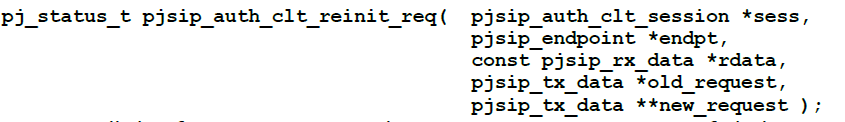 pj_status_t pjsip_auth_clt_reinit_req( pjsip_auth_clt_session *sess,
pjsip_endpoint *endpt,
const pjsip_rx_data *rdata,
pjsip_tx_data *old_request,
pjsip_tx_data **new_request );